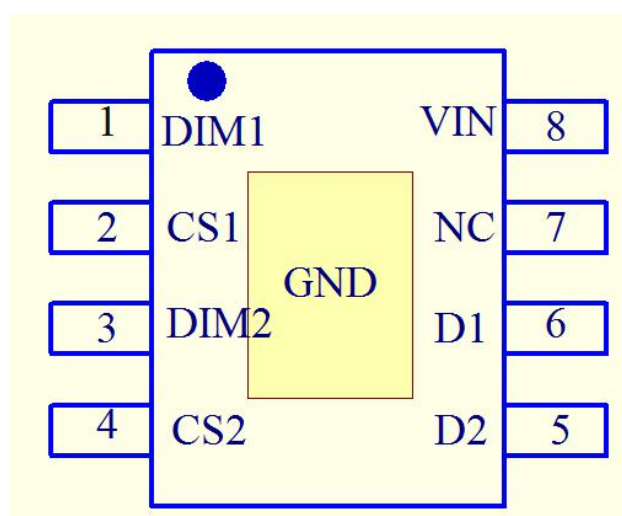 1 DIM1 VIN 8
2 CS1 NC 7
GND
3 DIM2 D1 6
4 CS2 D2 5